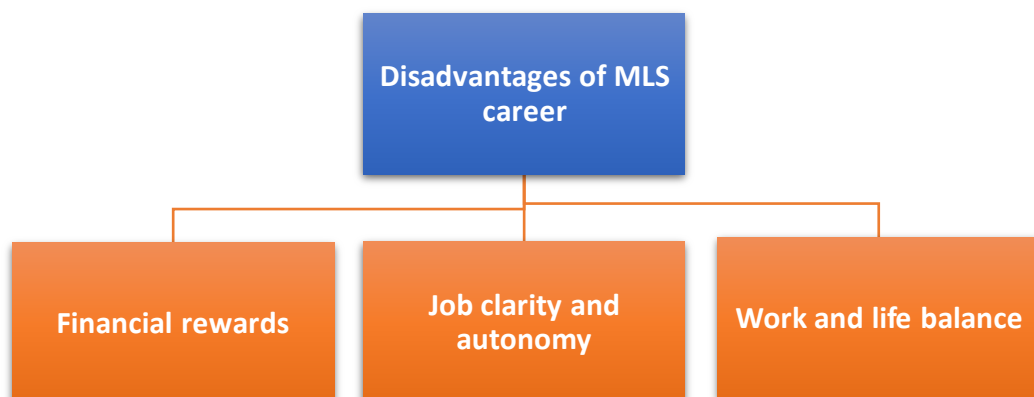 Disadvantages of MLS
career
Financial rewards
Job clarity and
autonomy
Work and life balance